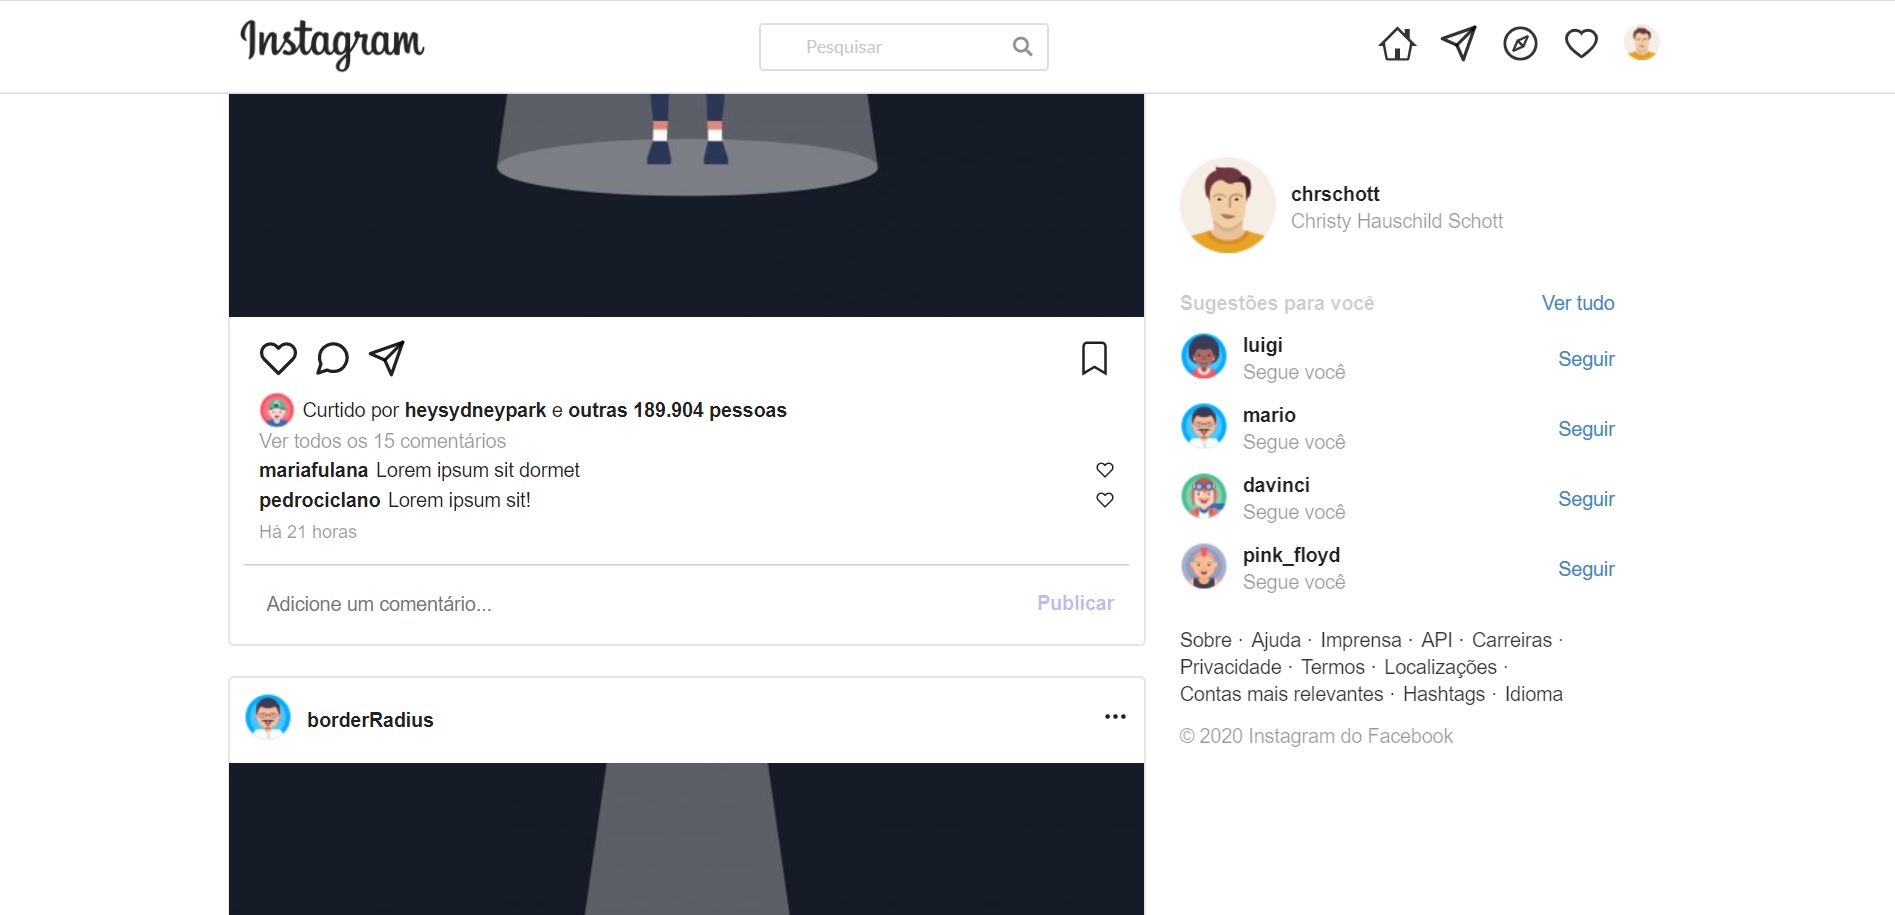 Instagram
Pesquisar
Curtido por heysydneypark e outras 189.904 pessoas
Ver todos os 15 comentários
mariafulana Lorem ipsum sit dormet
pedrociclano Lorem ipsum sit!
Há 21 horas
Adicione um comentário...
Publicar
borderRadius
chrschott
Christy Hauschild Schott
Sugestões para você
Ver tudo
luigi
Segue você
Seguir
mario
Segue você
Seguir
davinci
Segue você
Seguir
pink_floyd
Segue você
Seguir
Sobre · Ajuda · Imprensa · API · Carreiras ·
Privacidade · Termos · Localizações ·
Contas mais relevantes · Hashtags · Idioma
© 2020 Instagram do Facebook